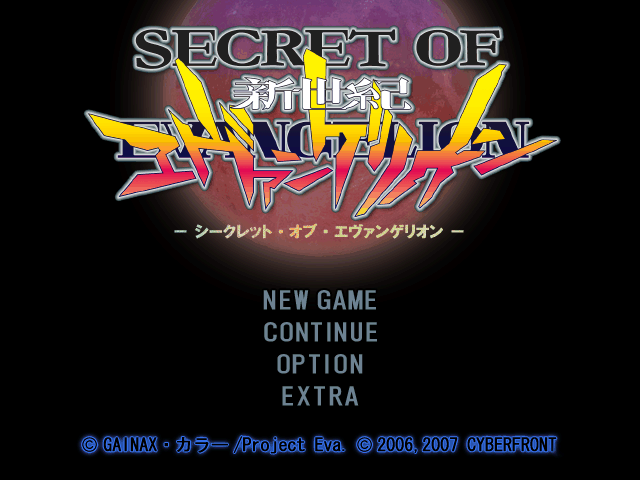 SECRET OF
新世紀
EVANGELION
ヱヴァンゲリオン
－ シークレット・オブ・エヴァンゲリオン －
NEW GAME
CONTINUE
OPTION
EXTRA
© GAINAX・カラー/Project Eva. © 2006,2007 CYBERFRONT